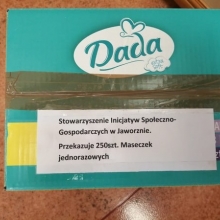 Dada
Stowarzyszenie Inicjatyw Społeczno-
Gospodarczych w Jaworznie.
Przekazuje 250szt. Maseczek
jednorazowych